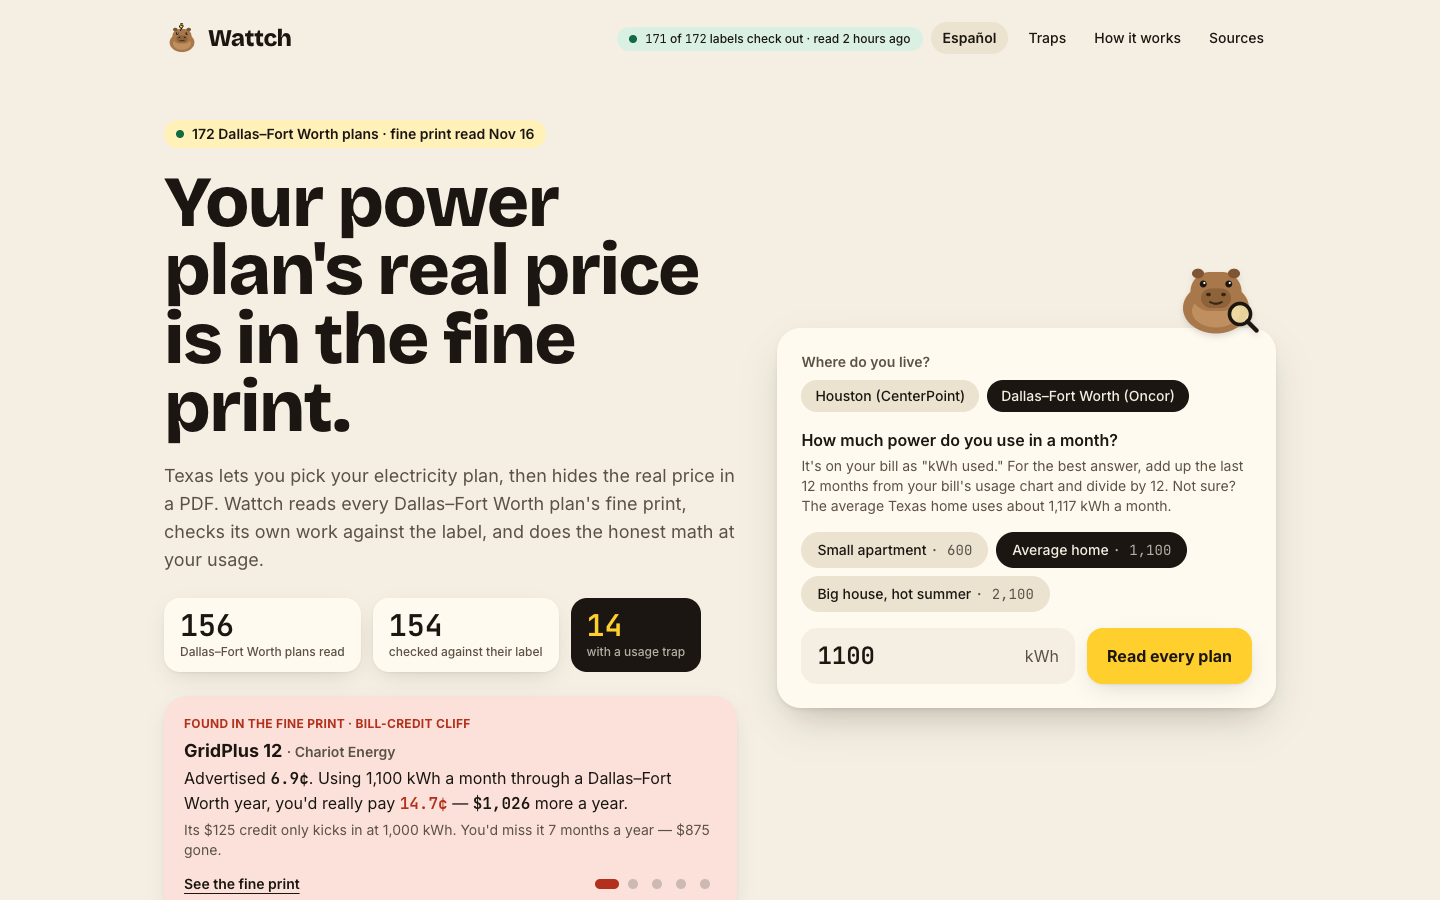 Wattch
171 of 172 labels check out · read 2 hours ago
Español
Traps
How it works
Sources
172 Dallas–Fort Worth plans · fine print read Nov 16
Your power
plan's real price
is in the fine
print.
Texas lets you pick your electricity plan, then hides the real price in
a PDF. Wattch reads every Dallas–Fort Worth plan's fine print,
checks its own work against the label, and does the honest math at
your usage.
156
Dallas–Fort Worth plans read
154
checked against their label
14
with a usage trap
FOUND IN THE FINE PRINT · BILL-CREDIT CLIFF
GridPlus 12 · Chariot Energy
Advertised 6.9¢. Using 1,100 kWh a month through a Dallas–Fort
Worth year, you'd really pay 14.7¢ — $1,026 more a year.
Its $125 credit only kicks in at 1,000 kWh. You'd miss it 7 months a year — $875
gone.
See the fine print
Where do you live?
Houston (CenterPoint)
Dallas–Fort Worth (Oncor)
How much power do you use in a month?
It's on your bill as "kWh used." For the best answer, add up the last
12 months from your bill's usage chart and divide by 12. Not sure?
The average Texas home uses about 1,117 kWh a month.
Small apartment · 600
Average home · 1,100
Big house, hot summer · 2,100
1100 kWh
Read every plan